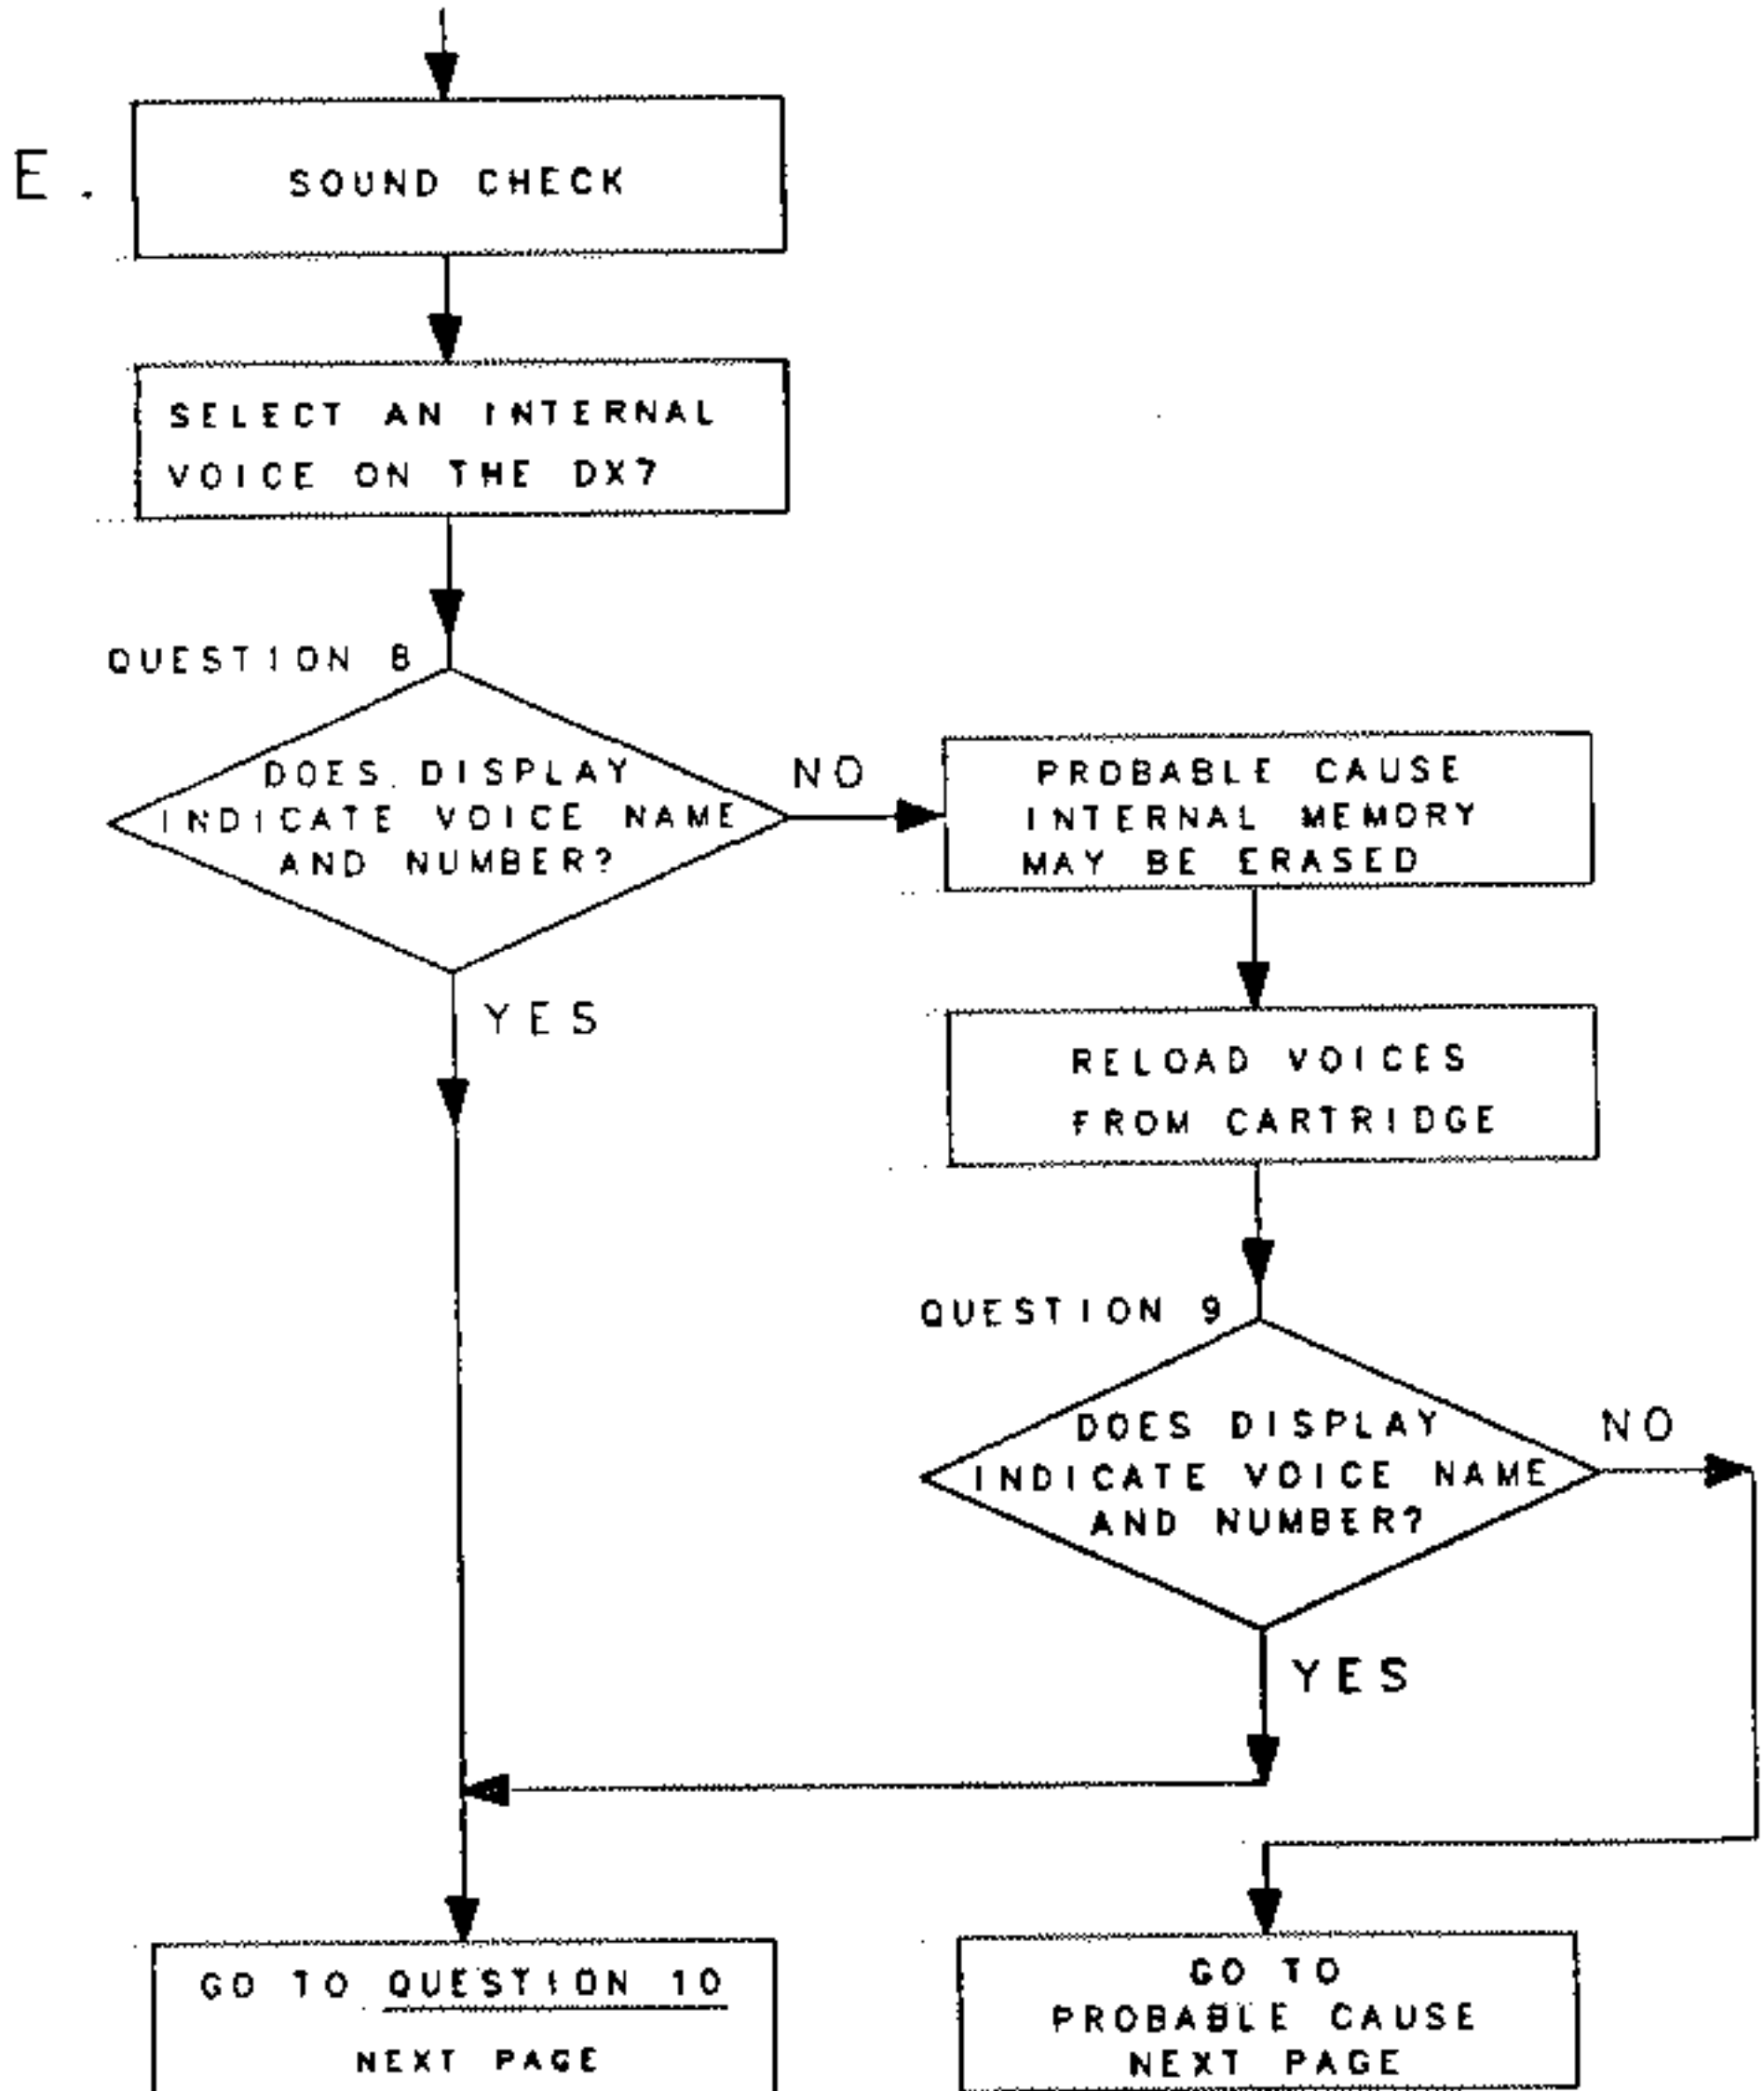 E.
SOUND CHECK
SELECT AN INTERNAL
VOICE ON THE DX7
QUESTION 8
DOES DISPLAY
INDICATE VOICE NAME
AND NUMBER?
NO
PROBABLE CAUSE
INTERNAL MEMORY
MAY BE ERASED
YES
RELOAD VOICES
FROM CARTRIDGE
QUESTION 9
DOES DISPLAY
INDICATE VOICE NAME
AND NUMBER?
NO
YES
GO TO QUESTION 10
NEXT PAGE
GO TO
PROBABLE CAUSE
NEXT PAGE